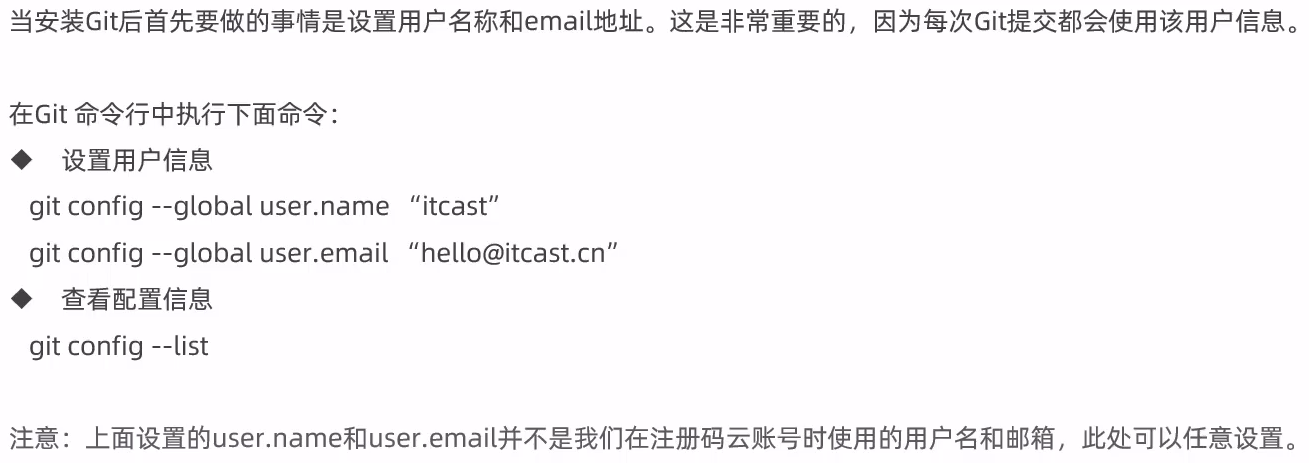 当安装Git后首先要做的事情是设置用户名称和email地址。这是非常重要的，因为每次Git提交都会使用该用户信息。
在Git 命令行中执行下面命令：
◆ 设置用户信息
git config --global user.name “itcast”
git config --global user.email “hello@itcast.cn”
◆ 查看配置信息
git config --list
注意：上面设置的user.name和user.email并不是我们在注册码云账号时使用的用户名和邮箱，此处可以任意设置。